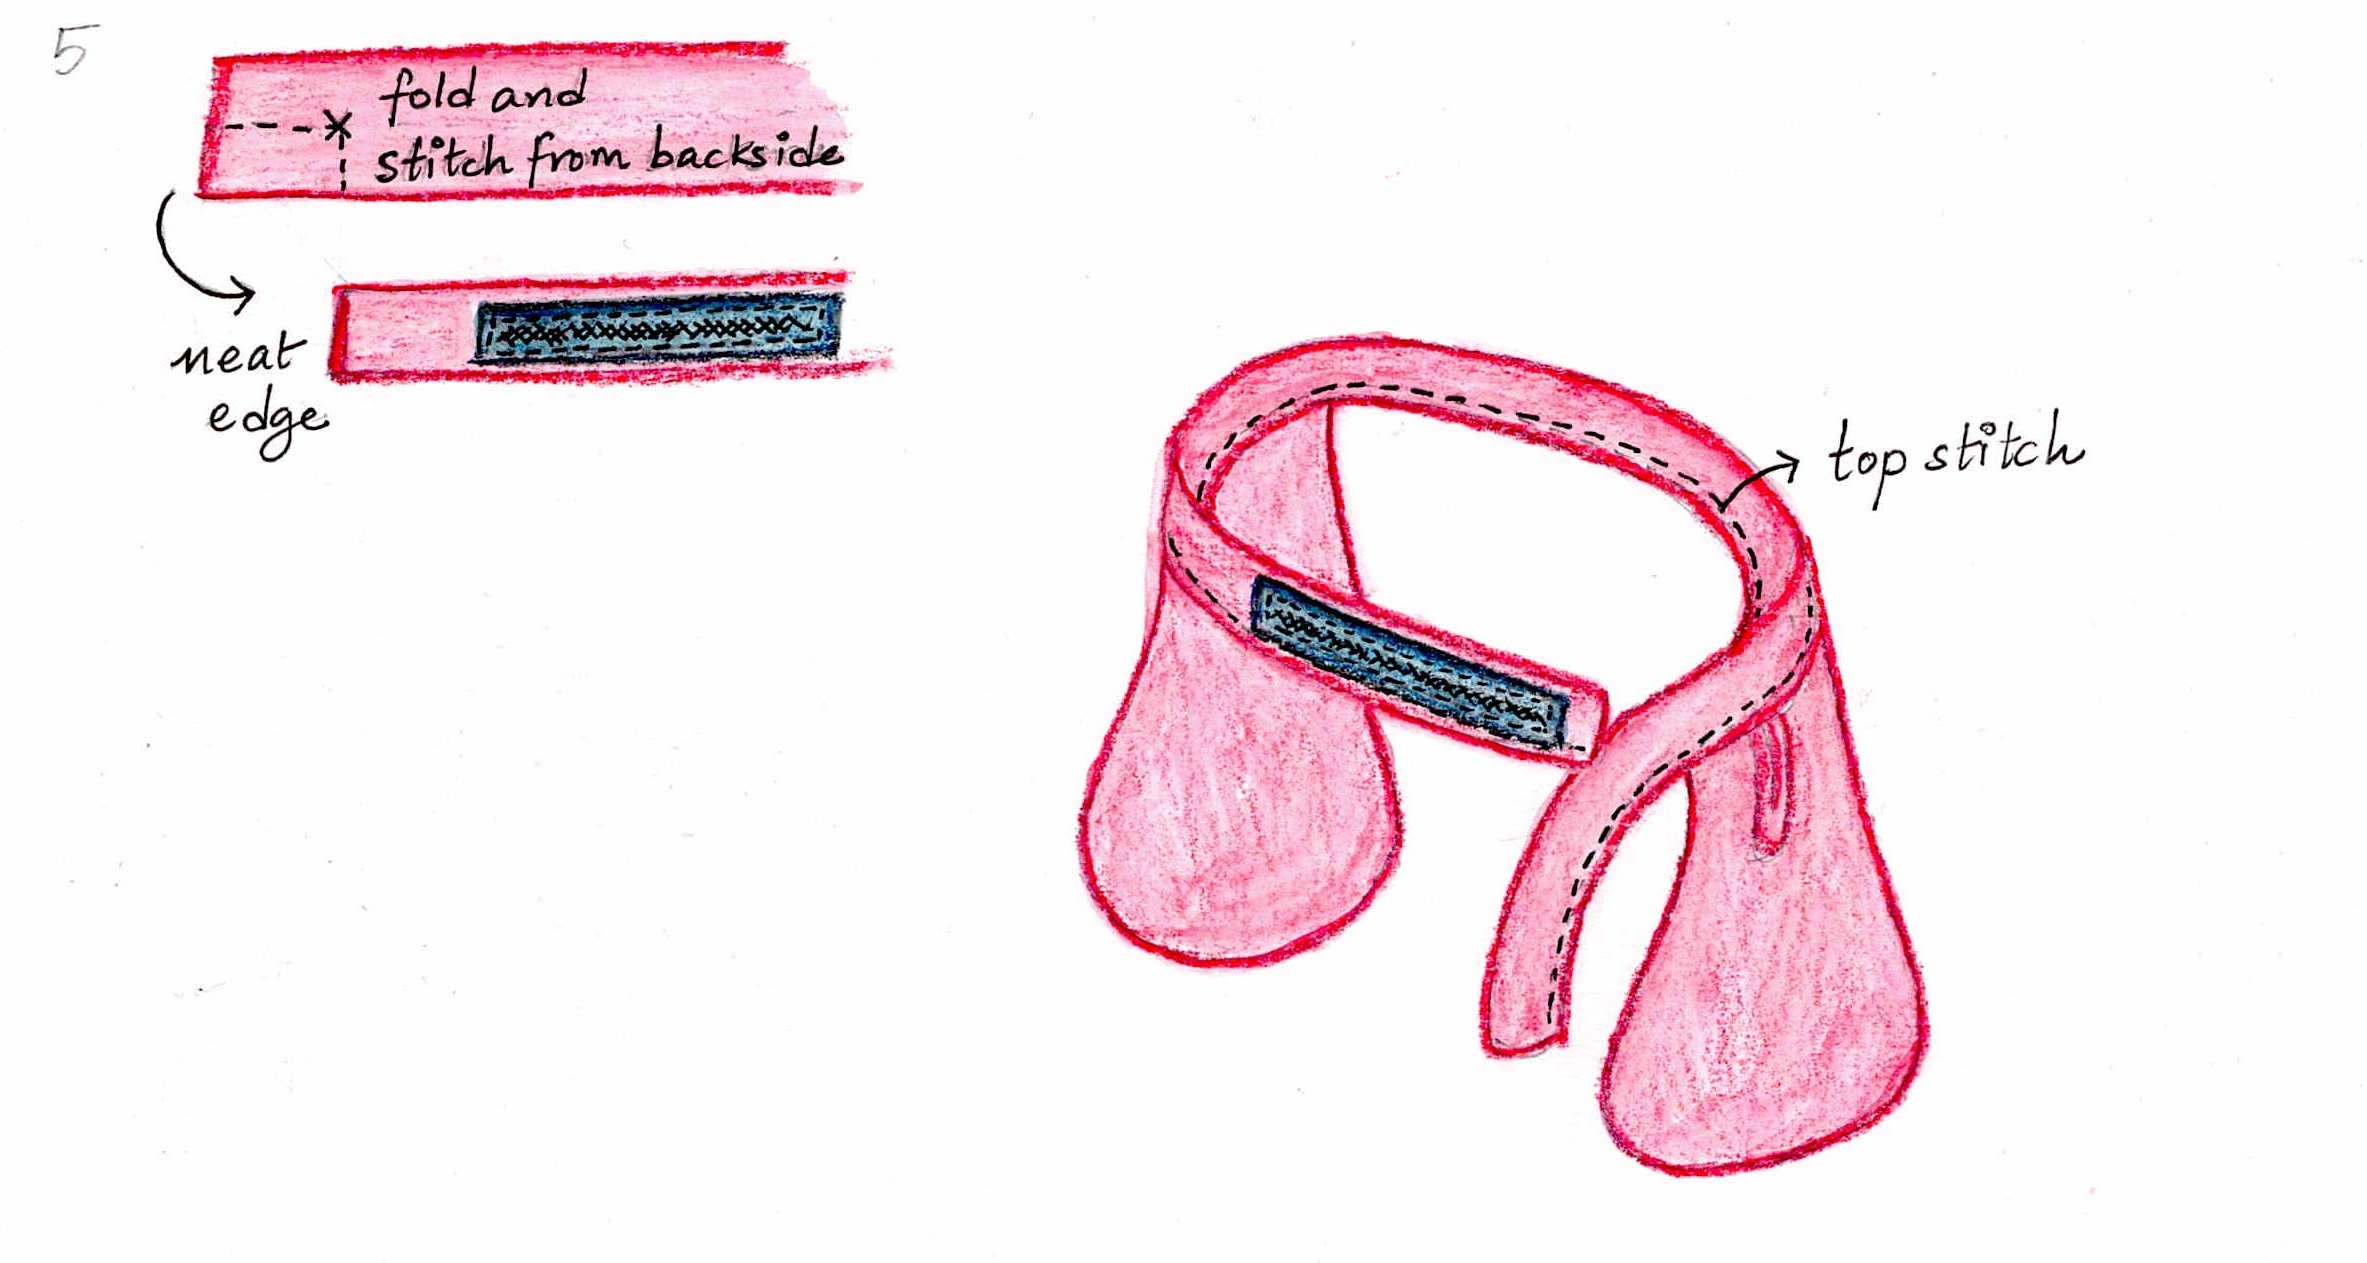 5
fold and
stitch from backside
neat
edge
top stitch